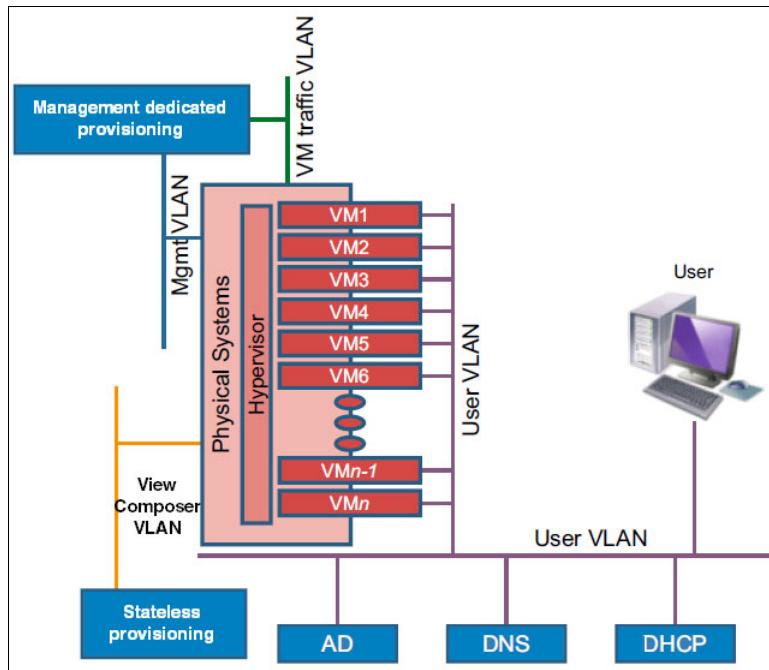 Management dedicated
provisioning
VM traffic VLAN
Mgmt VLAN
Physical Systems
Hypervisor
VM1
VM2
VM3
VM4
VM5
VM6
VMn-1
VMn
User VLAN
User
View
Composer
VLAN
User VLAN
Stateless
provisioning
AD
DNS
DHCP